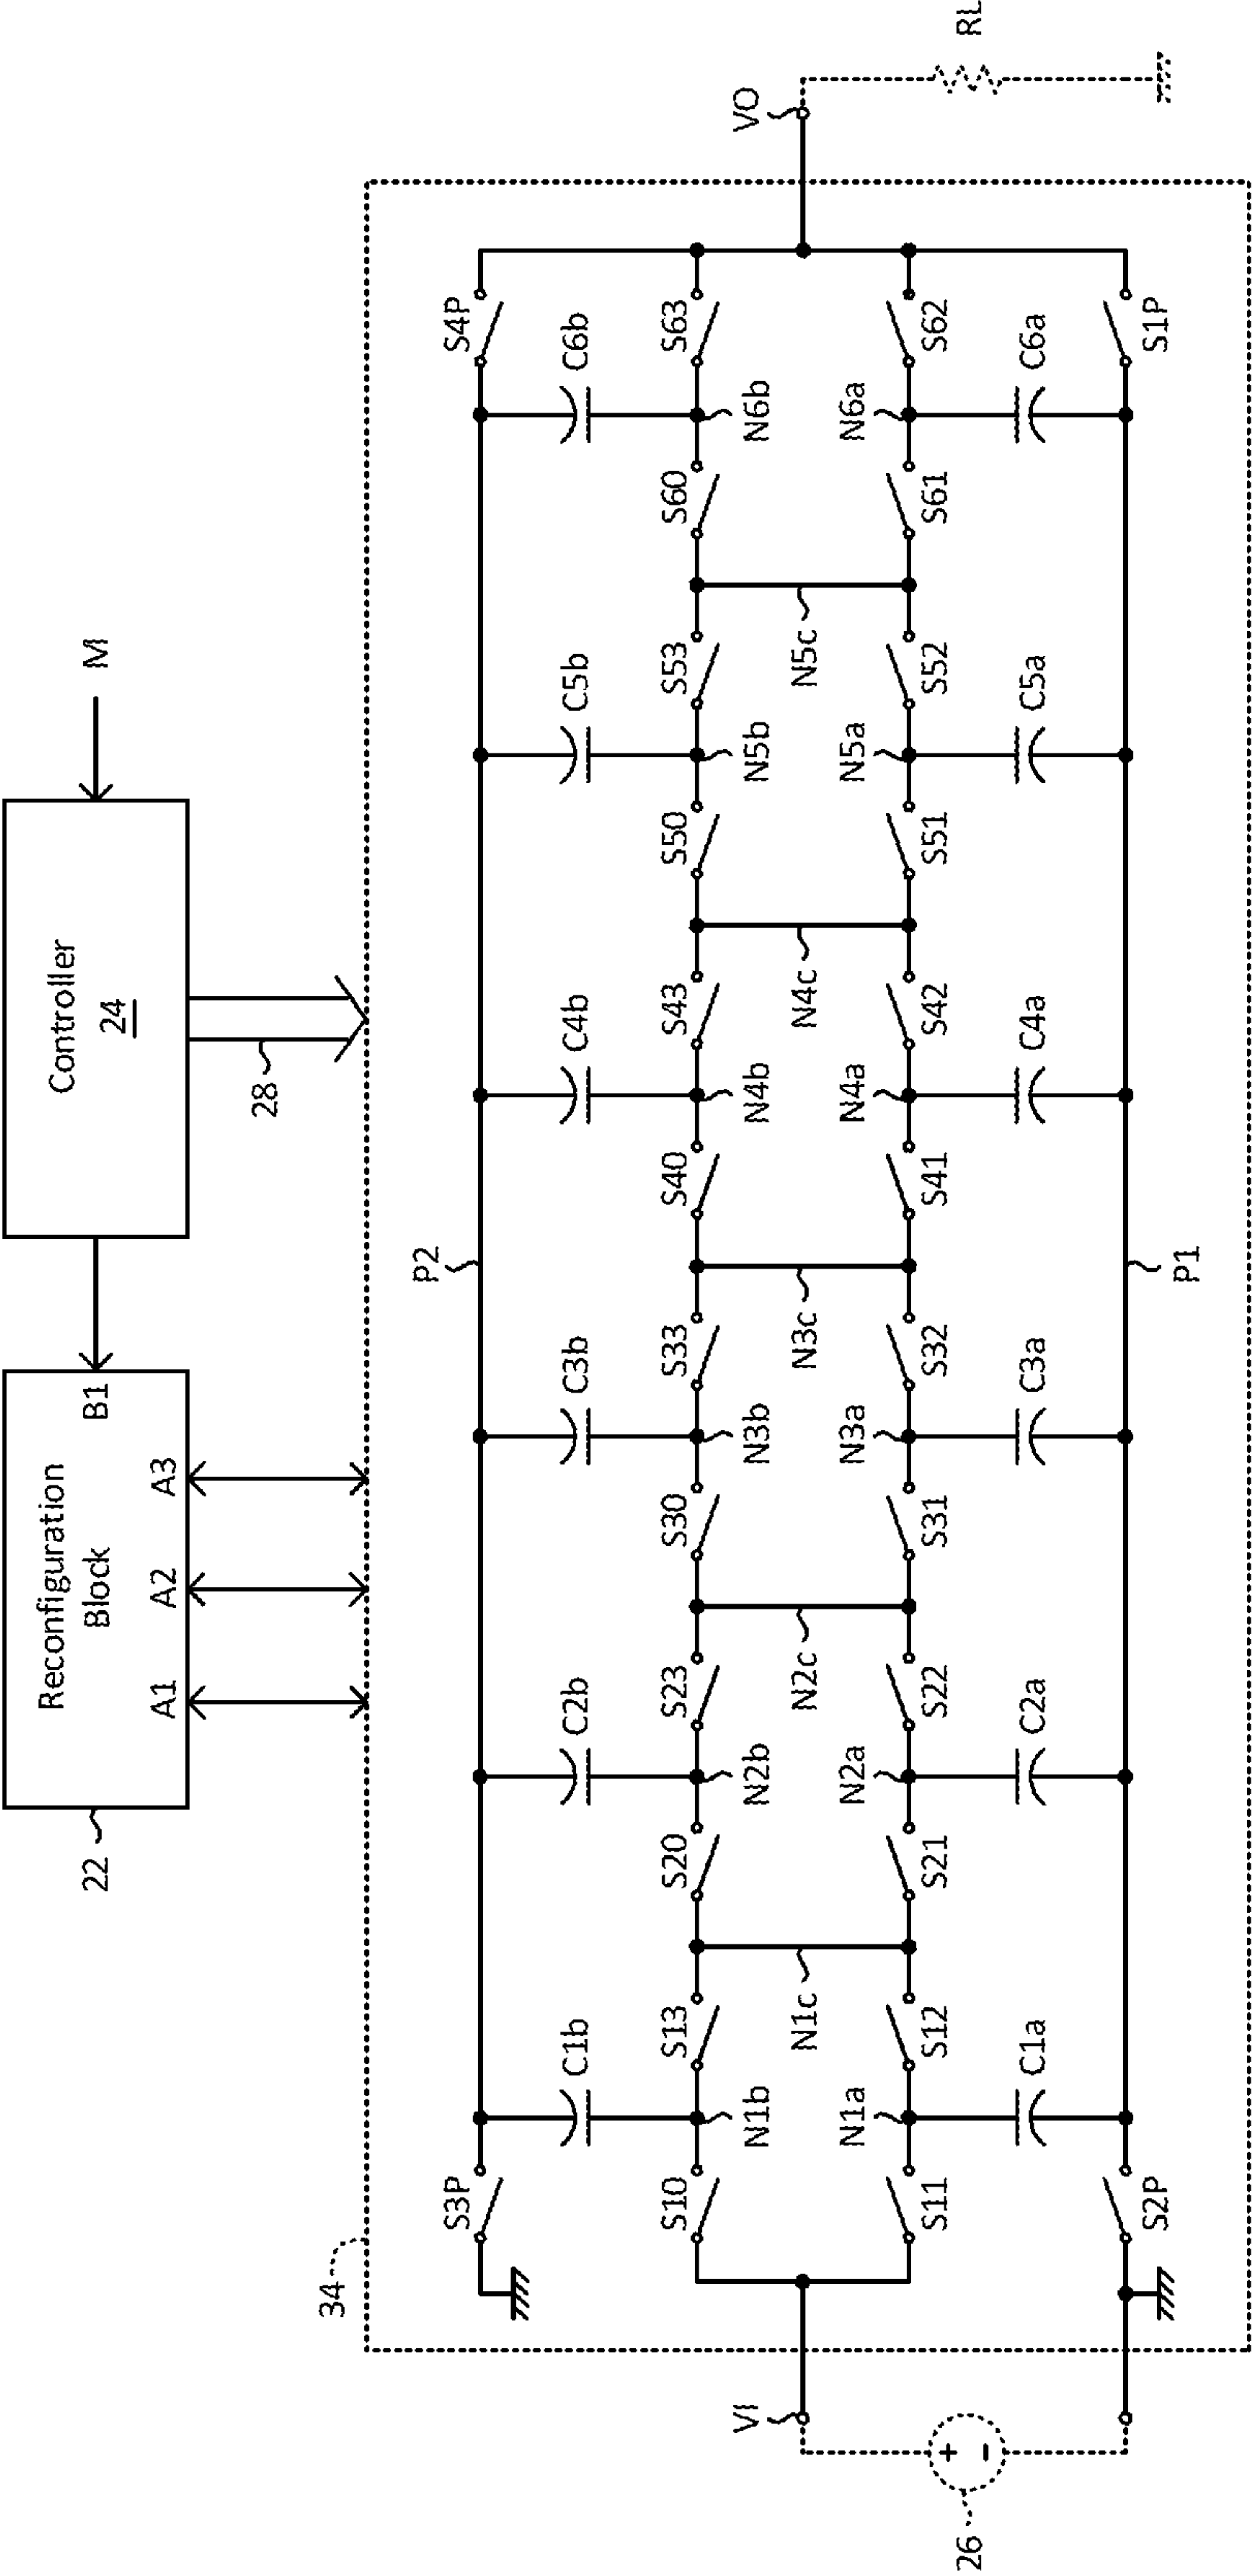 Reconfiguration
Block
A1
A2
A3
B1
22
Controller
24
M
28
34
P2
S3P
C1b
C2b
C3b
C4b
C5b
C6b
S4P
S10
S13
S20
S23
S30
S33
S40
S43
S50
S53
S60
S63
N1b
N2b
N3b
N4b
N5b
N6b
VI
N1c
N2c
N3c
N4c
N5c
VO
N1a
N2a
N3a
N4a
N5a
N6a
S11
S12
S21
S22
S31
S32
S41
S42
S51
S52
S61
S62
26
+
–
RL
C1a
C2a
C3a
C4a
C5a
C6a
S2P
P1
S1P